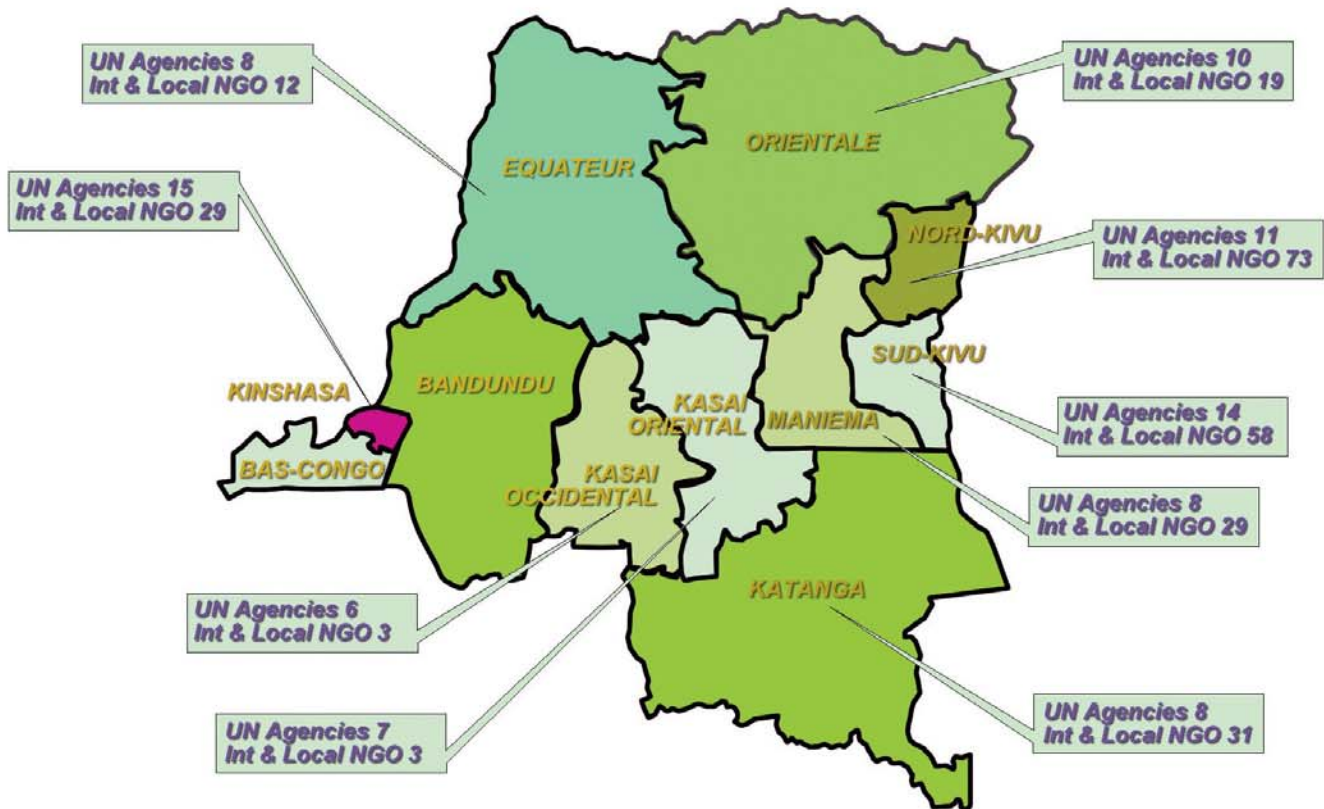 UN Agencies 8
Int & Local NGO 12
UN Agencies 10
Int & Local NGO 19
EQUATEUR
ORIENTALE
UN Agencies 15
Int & Local NGO 29
NORD-KIVU
UN Agencies 11
Int & Local NGO 73
KINSHASA
BANDUNDU
SUD-KIVU
KASAI
ORIENTAL
MANIEMA
UN Agencies 14
Int & Local NGO 58
BAS-CONGO
KASAI
OCCIDENTAL
UN Agencies 8
Int & Local NGO 29
KATANGA
UN Agencies 6
Int & Local NGO 3
UN Agencies 7
Int & Local NGO 3
UN Agencies 8
Int & Local NGO 31